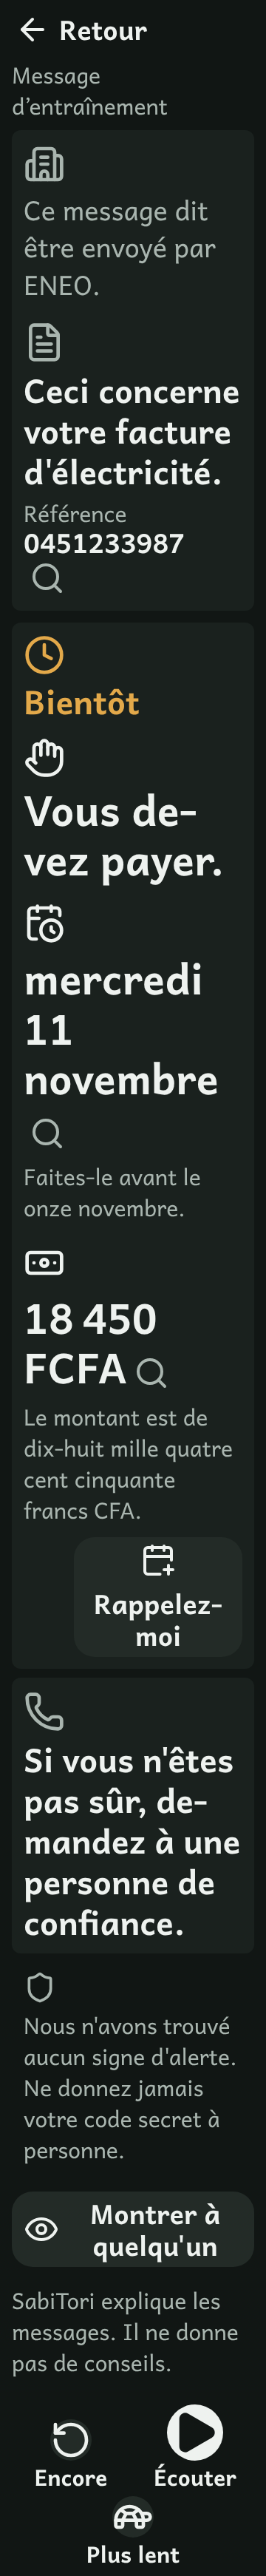 Retour
Message
d’entraînement
Ce message dit
être envoyé par
ENEO.
Ceci concerne
votre facture
d'électricité.
Référence
0451233987
Bientôt
Vous de-
vez payer.
mercredi
11
novembre
Faites-le avant le
onze novembre.
18 450
FCFA
Le montant est de
dix-huit mille quatre
cent cinquante
francs CFA.
Rappelez-
moi
Si vous n'êtes
pas sûr, de-
mandez à une
personne de
confiance.
Nous n'avons trouvé
aucun signe d'alerte.
Ne donnez jamais
votre code secret à
personne.
Montrer à
quelqu'un
SabiTori explique les
messages. Il ne donne
pas de conseils.
Encore
Écouter
Plus lent